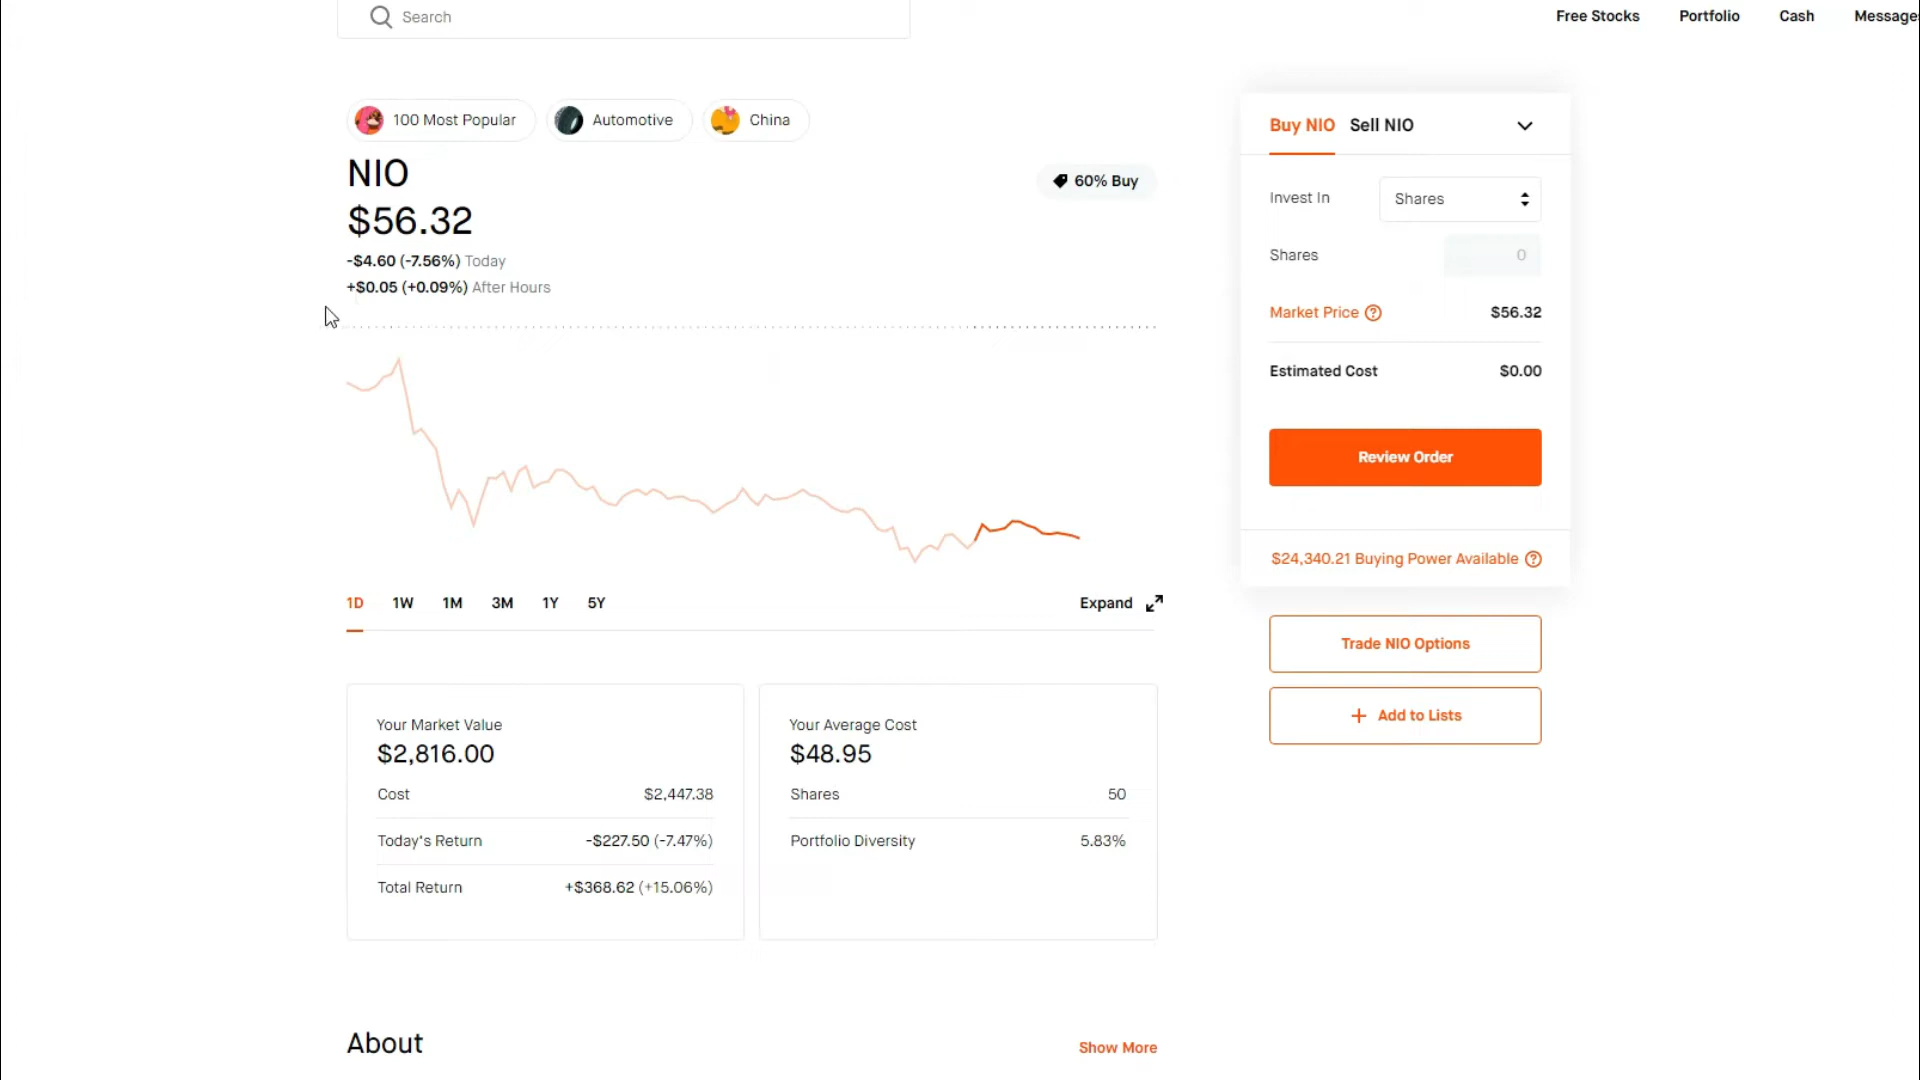 Search
Free Stocks Portfolio Cash Message
100 Most Popular Automotive China
NIO
60% Buy
$56.32
-$4.60 (-7.56%) Today
+$0.05 (+0.09%) After Hours
1D 1W 1M 3M 1Y 5Y Expand
Your Market Value
$2,816.00
Cost $2,447.38
Today's Return -$227.50 (-7.47%)
Total Return +$368.62 (+15.06%)
Your Average Cost
$48.95
Shares 50
Portfolio Diversity 5.83%
About Show More
Buy NIO Sell NIO
Invest In Shares
Shares 0
Market Price ? $56.32
Estimated Cost $0.00
Review Order
$24,340.21 Buying Power Available ?
Trade NIO Options
+ Add to Lists